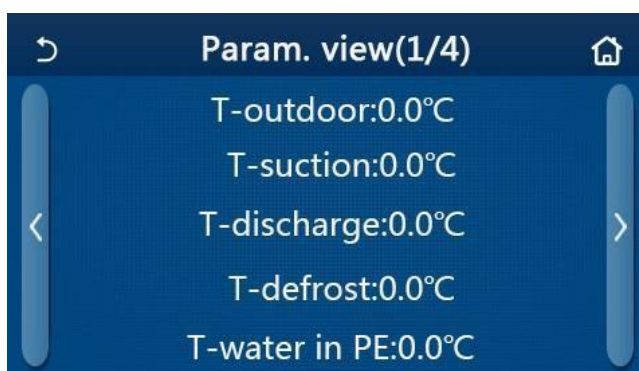 Param. view(1/4)
T-outdoor:0.0℃
T-suction:0.0℃
T-discharge:0.0℃
T-defrost:0.0℃
T-water in PE:0.0℃